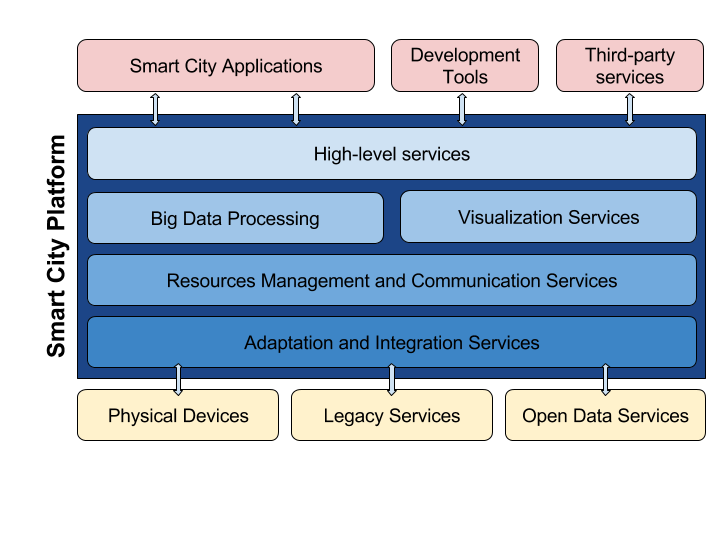 Smart City Applications
Development
Tools
Third-party
services
Smart City Platform
High-level services
Big Data Processing
Visualization Services
Resources Management and Communication Services
Adaptation and Integration Services
Physical Devices
Legacy Services
Open Data Services